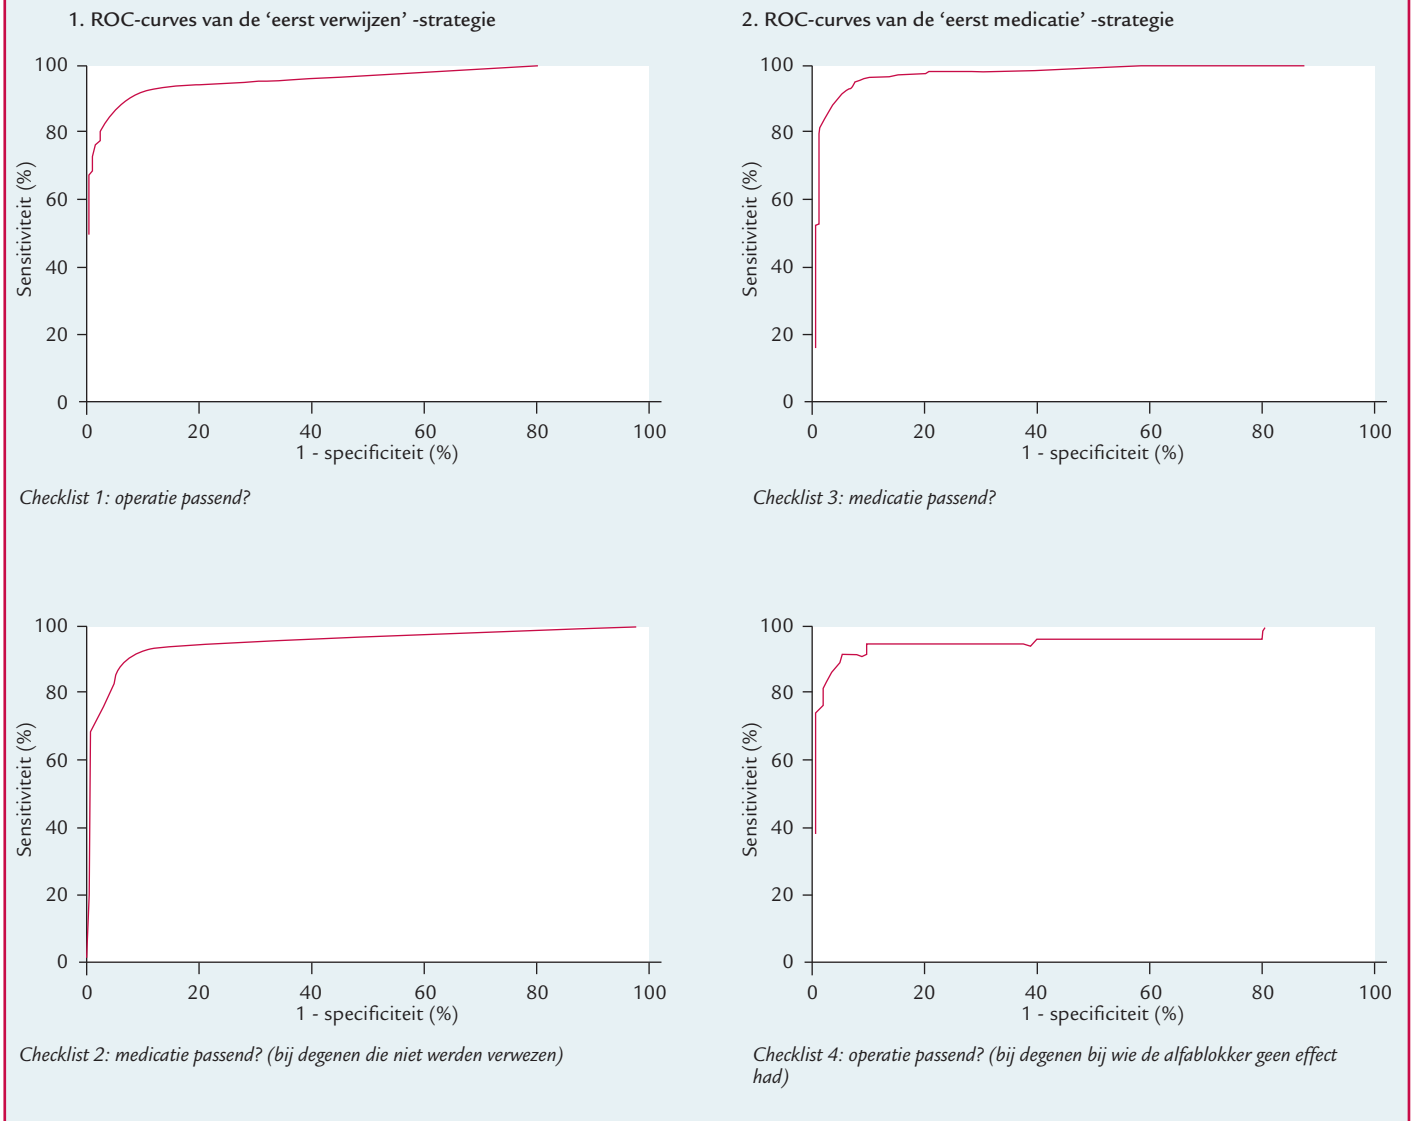 1. ROC-curves van de ‘eerst verwijzen’ -strategie
100
80
60
40
20
0
Sensitiviteit (%)
0 20 40 60 80 100
1 - specificiteit (%)
Checklist 1: operatie passend?
2. ROC-curves van de ‘eerst medicatie’ -strategie
100
80
60
40
20
0
Sensitiviteit (%)
0 20 40 60 80 100
1 - specificiteit (%)
Checklist 3: medicatie passend?
100
80
60
40
20
0
Sensitiviteit (%)
0 20 40 60 80 100
1 - specificiteit (%)
Checklist 2: medicatie passend? (bij degenen die niet werden verwezen)
100
80
60
40
20
0
Sensitiviteit (%)
0 20 40 60 80 100
1 - specificiteit (%)
Checklist 4: operatie passend? (bij degenen bij wie de alfablokker geen effect
had)